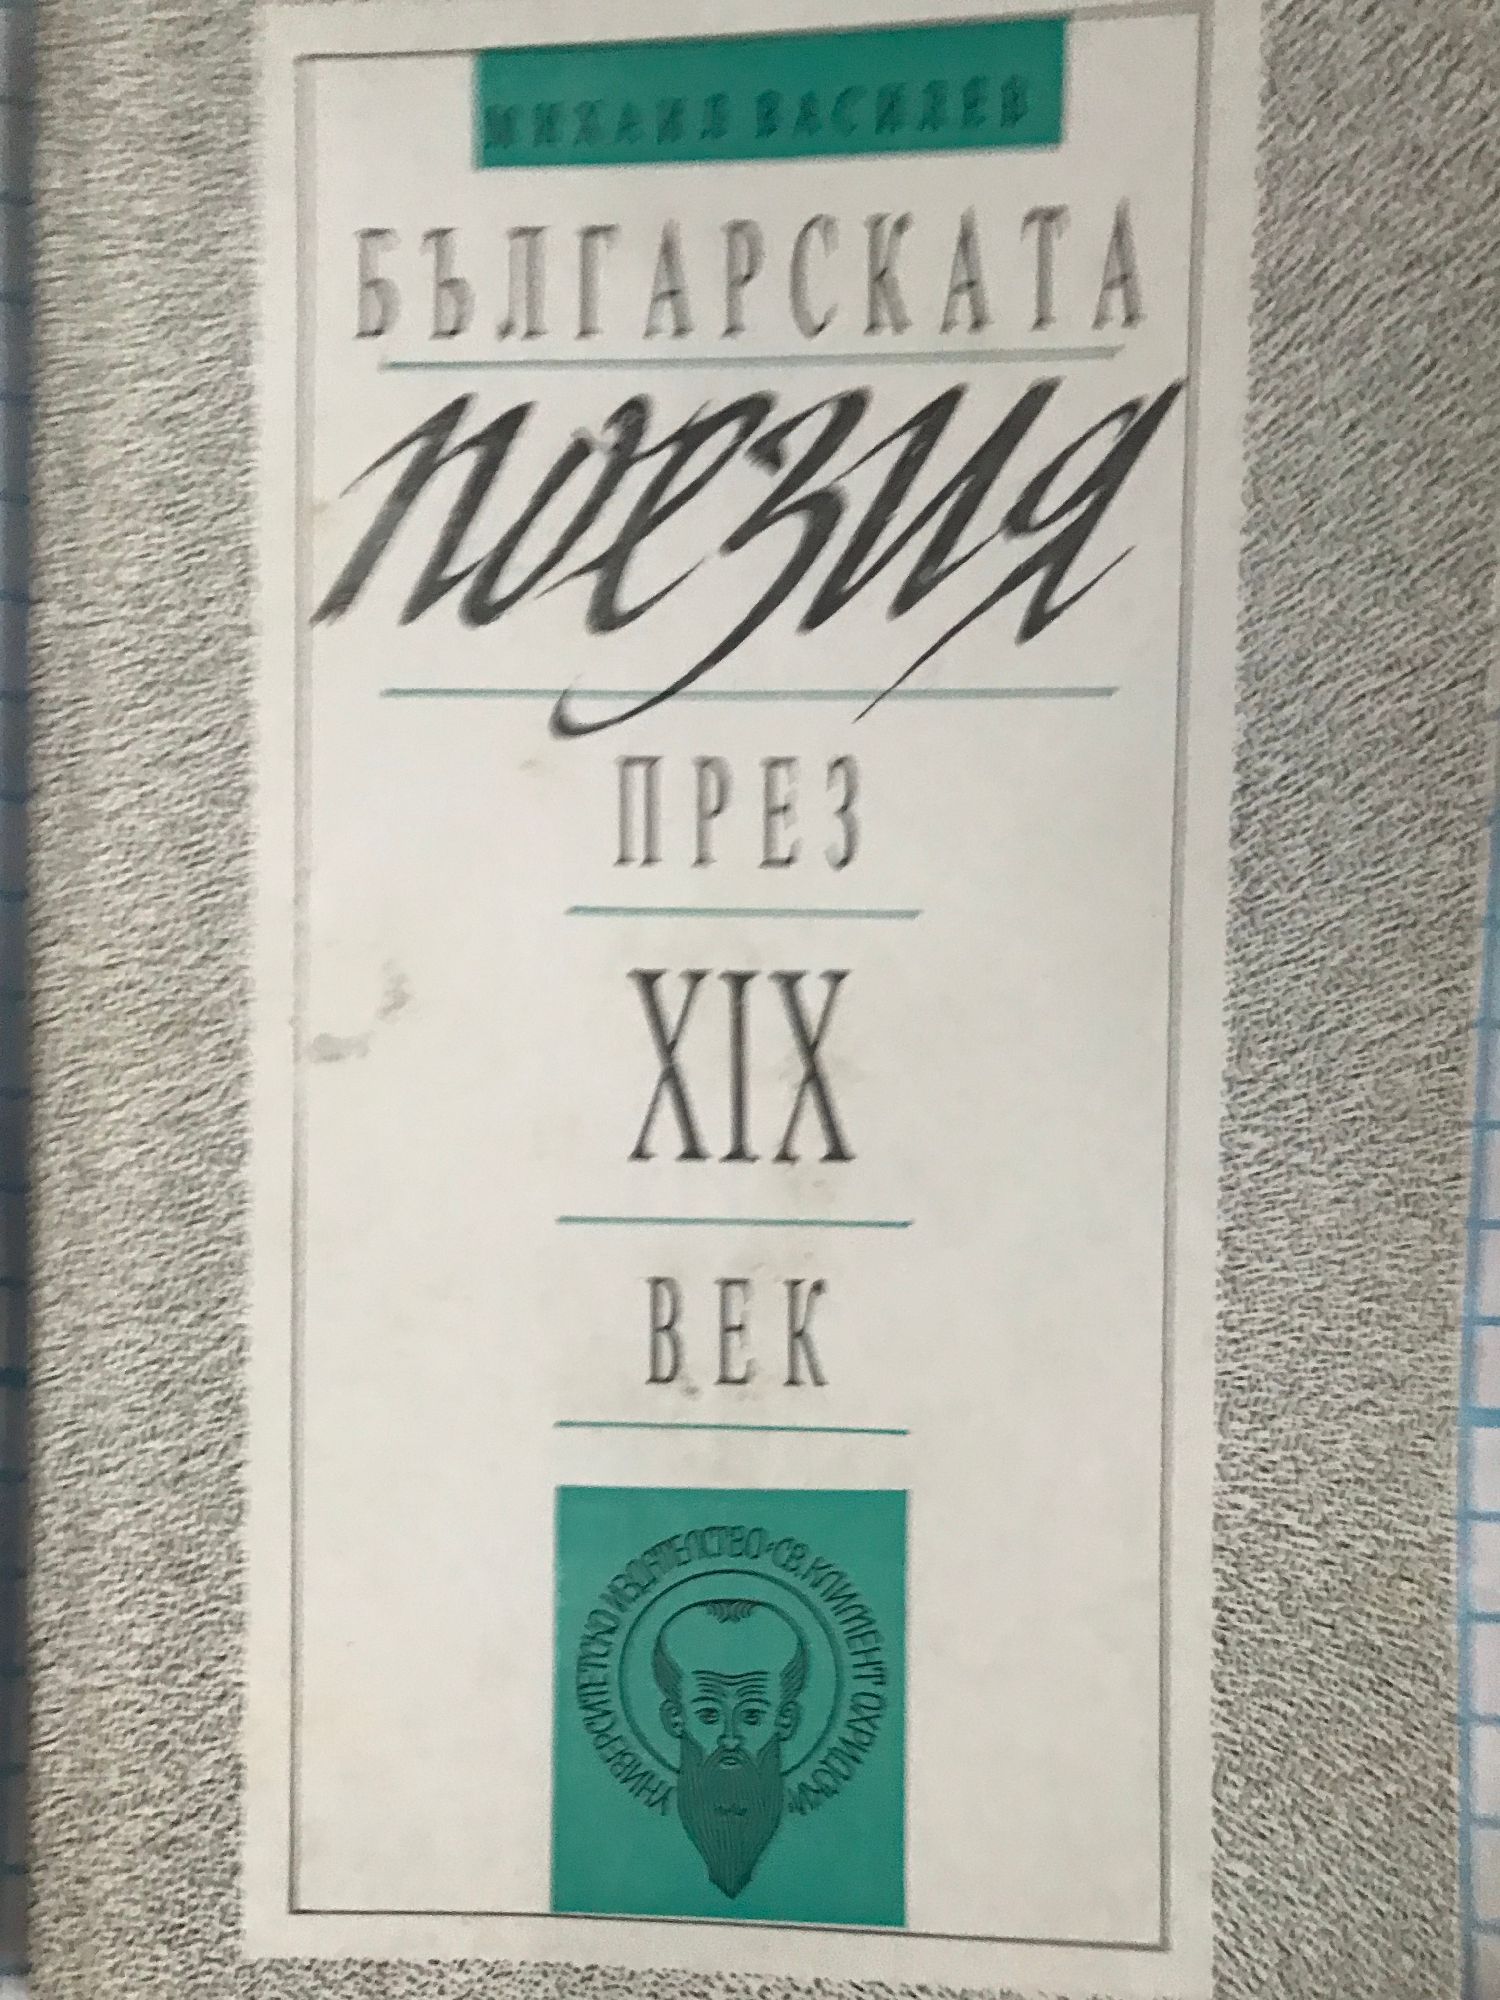 МИХАИЛ ВАСИЛЕВ
БЪЛГАРСКАТА
поезия
ПРЕЗ
XIX
ВЕК
УНИВЕРСИТЕТСКО ИЗДАТЕЛСТВО • СВ. КЛИМЕНТ ОХРИДСКИ •